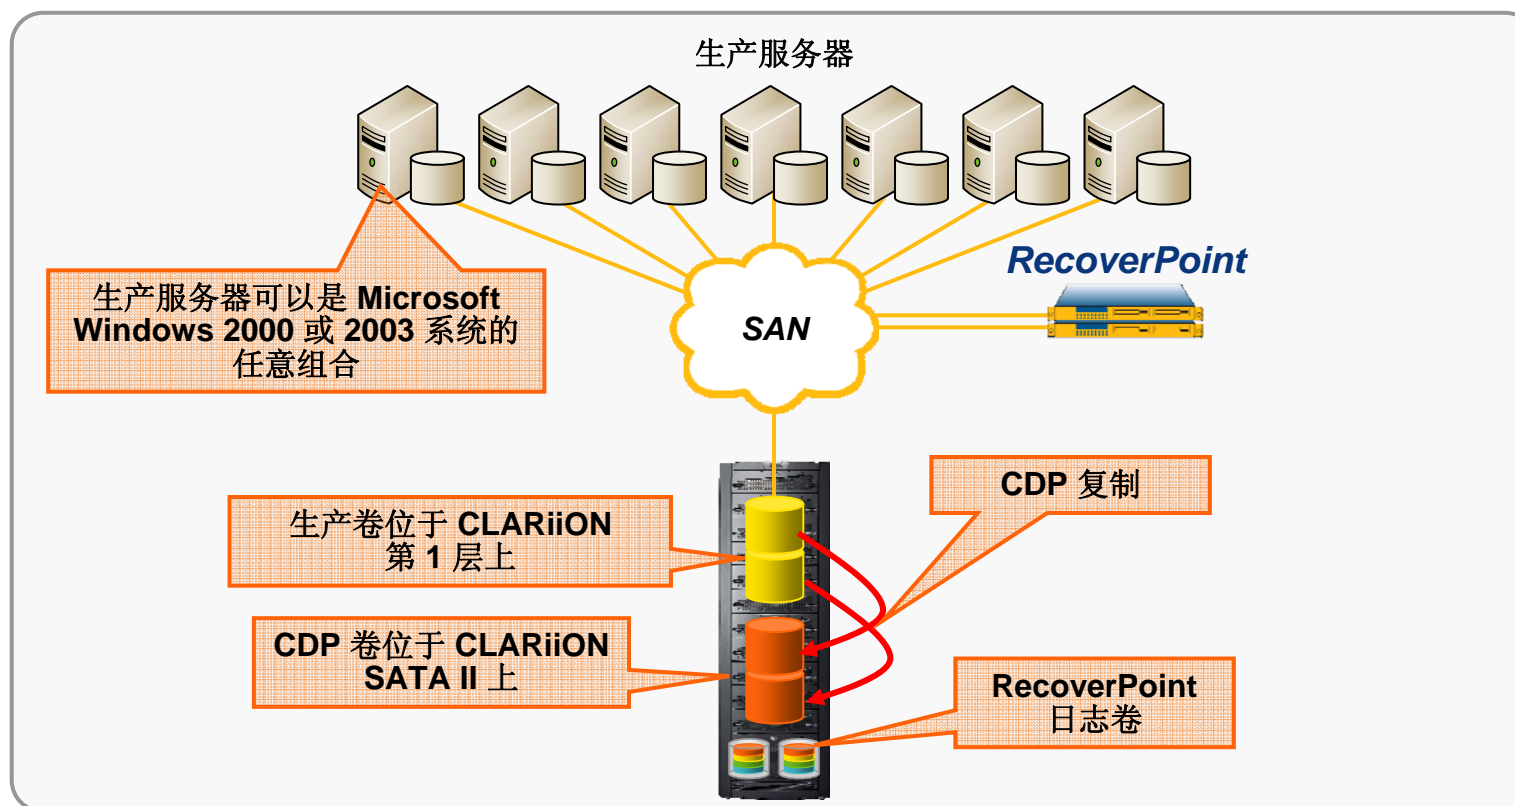 生产服务器
RecoverPoint
生产服务器可以是 Microsoft
Windows 2000 或 2003 系统的
任意组合
SAN
CDP 复制
生产卷位于 CLARiiON
第 1 层上
CDP 卷位于 CLARiiON
SATA II 上
RecoverPoint
日志卷